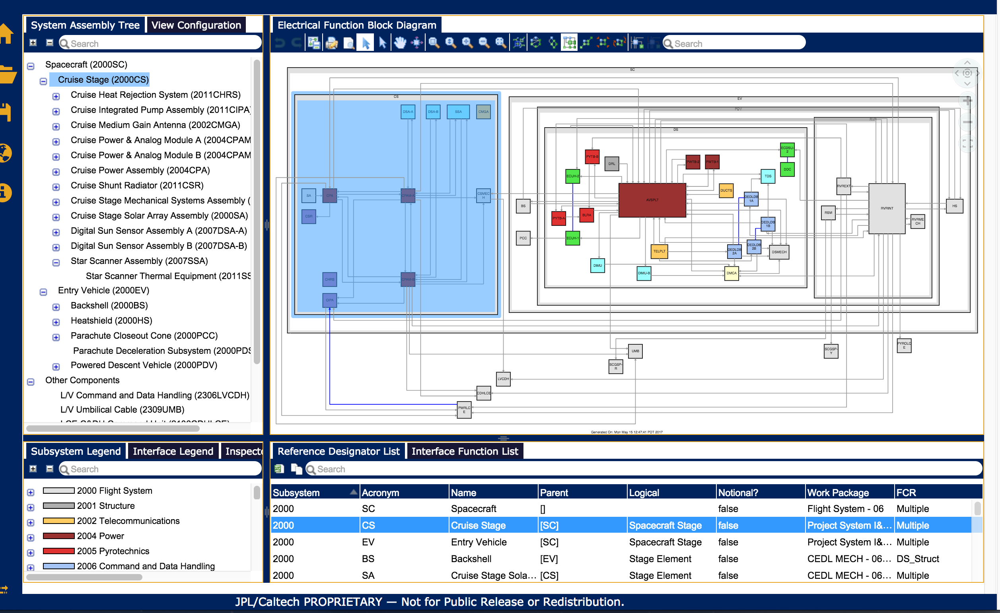 System Assembly Tree
View Configuration
Search
Spacecraft (2000SC)
Cruise Stage (2000CS)
Cruise Heat Rejection System (2011CHRS)
Cruise Integrated Pump Assembly (2011CIPA)
Cruise Medium Gain Antenna (2002CMGA)
Cruise Power & Analog Module A (2004CPAM
Cruise Power & Analog Module B (2004CPAM
Cruise Power Assembly (2004CPA)
Cruise Shunt Radiator (2011CSR)
Cruise Stage Mechanical Systems Assembly (
Cruise Stage Solar Array Assembly (2000SA)
Digital Sun Sensor Assembly A (2007DSA-A)
Digital Sun Sensor Assembly B (2007DSA-B)
Star Scanner Assembly (2007SSA)
Star Scanner Thermal Equipment (2011SS
Entry Vehicle (2000EV)
Backshell (2000BS)
Heatshield (2000HS)
Parachute Closeout Cone (2000PCC)
Parachute Deceleration Subsystem (2000PDS
Powered Descent Vehicle (2000PDV)
Other Components
L/V Command and Data Handling (2306LVCDH)
L/V Umbilical Cable (2309UMB)
Electrical Function Block Diagram
Search
SC
CS
DSA-A
DSA-B
SSA
CMGA
SA
CPA
CPAM-A
CSMEC
H
CSR
CHRS
CPAM-B
CIPA
EV
PDV
RVR
DS
PYTB-B
DRL
PWTB-2
PWTB-1
ECDSU-
2
DDC
ECUH-2
TDS
DUCTS
AVSPLT
DEDLDB
1A
RVREXT
BS
PYTB-A
BLRA
RSM
RVRINT
HS
RVRME
CH
DEDLDB
1B
PCC
ECUH-1
TELPLT
DEDLDB
2A
DEDLDB
2B
DSMECH
DIMU
DIMU-B
DMCA
UMB
SCGSP-
R
SCGSP-
Y
PYROLC
E
LVCDH
CDHLCE
PWRLC
E
Generated On: Mon May 15 12:47:41 PDT 2017
Subsystem Legend
Interface Legend
Inspecto
Search
2000 Flight System
2001 Structure
2002 Telecommunications
2004 Power
2005 Pyrotechnics
2006 Command and Data Handling
Reference Designator List
Interface Function List
Search
Subsystem Acronym Name Parent Logical Notional? Work Package FCR
2000 SC Spacecraft [] false Flight System - 06 Multiple
2000 CS Cruise Stage [SC] Spacecraft Stage false Project System I&... Multiple
2000 EV Entry Vehicle [SC] Spacecraft Stage false Project System I&... Multiple
2000 BS Backshell [EV] Stage Element false CEDL MECH - 06... DS_Struct
2000 SA Cruise Stage Sola... [CS] Stage Element false CEDL MECH - 06... Multiple
JPL/Caltech PROPRIETARY — Not for Public Release or Redistribution.